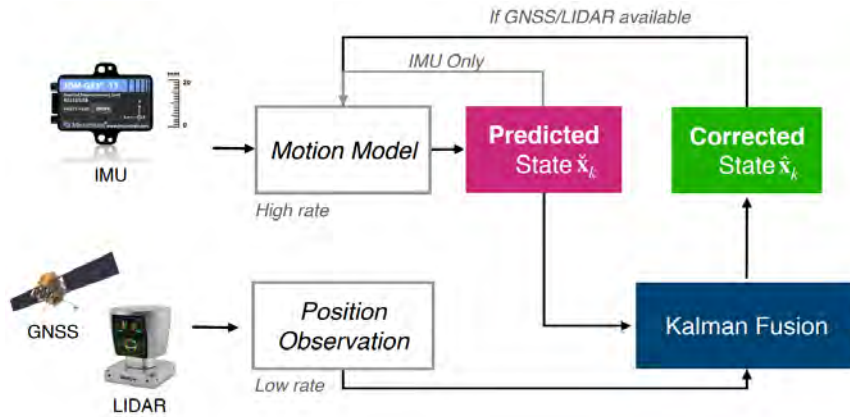 If GNSS/LIDAR available
IMU Only
Motion Model
Predicted
State x̌ₖ
Corrected
State x̂ₖ
IMU
High rate
GNSS
LIDAR
Position
Observation
Low rate
Kalman Fusion